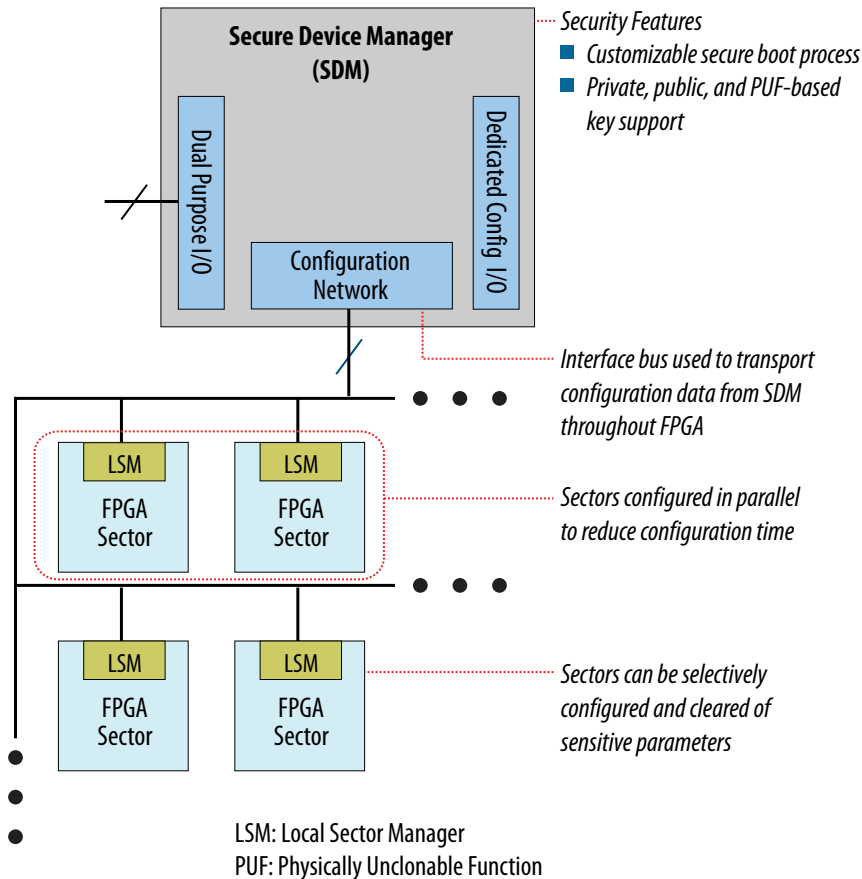 Secure Device Manager
(SDM)
Dual Purpose I/O
Configuration
Network
Dedicated Config I/O
Security Features
Customizable secure boot process
Private, public, and PUF-based
key support
Interface bus used to transport
configuration data from SDM
throughout FPGA
LSM
FPGA
Sector
LSM
FPGA
Sector
Sectors configured in parallel
to reduce configuration time
LSM
FPGA
Sector
LSM
FPGA
Sector
Sectors can be selectively
configured and cleared of
sensitive parameters
LSM: Local Sector Manager
PUF: Physically Unclonable Function